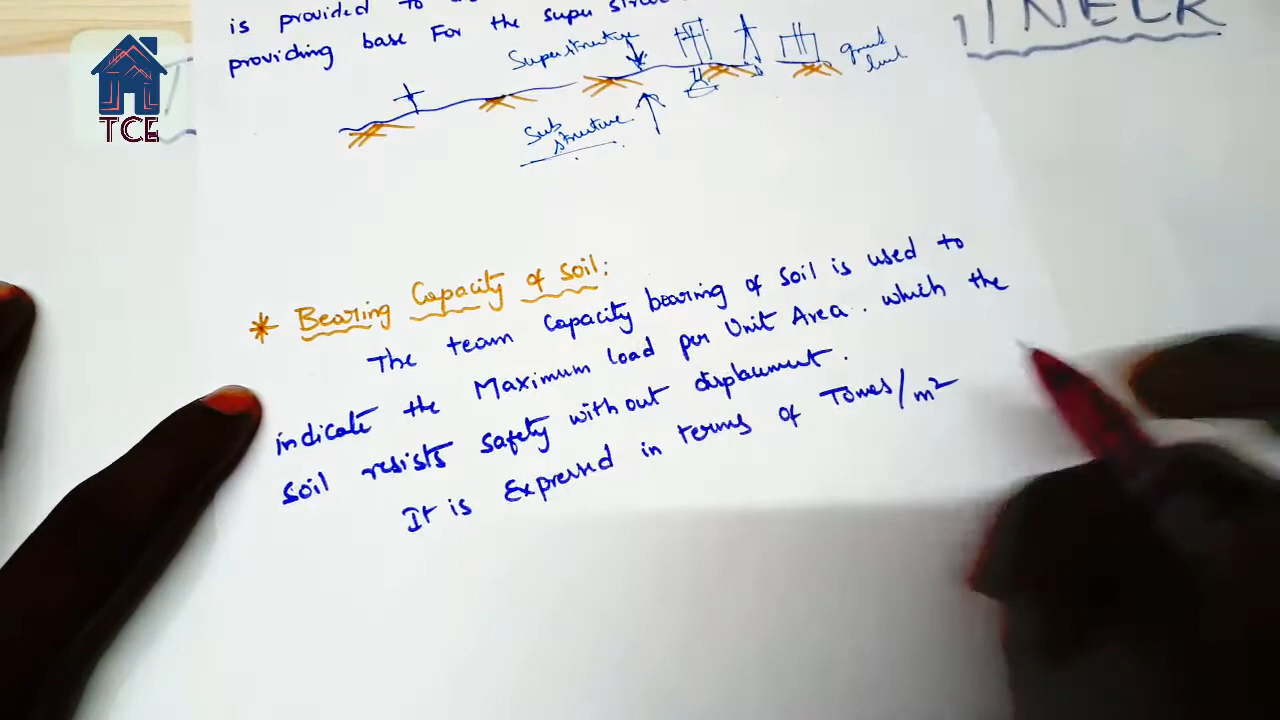 is provided to
providing base For the supu
Superstructure
ground
level
Sub
structure
TCE
// NECK
* Bearing Capacity of soil:
The team Capacity bearing of Soil is used to
indicate the Maximum load per Unit Area. which the
Soil resists safety without displacement.
It is Expressed in terms of Tones/m²